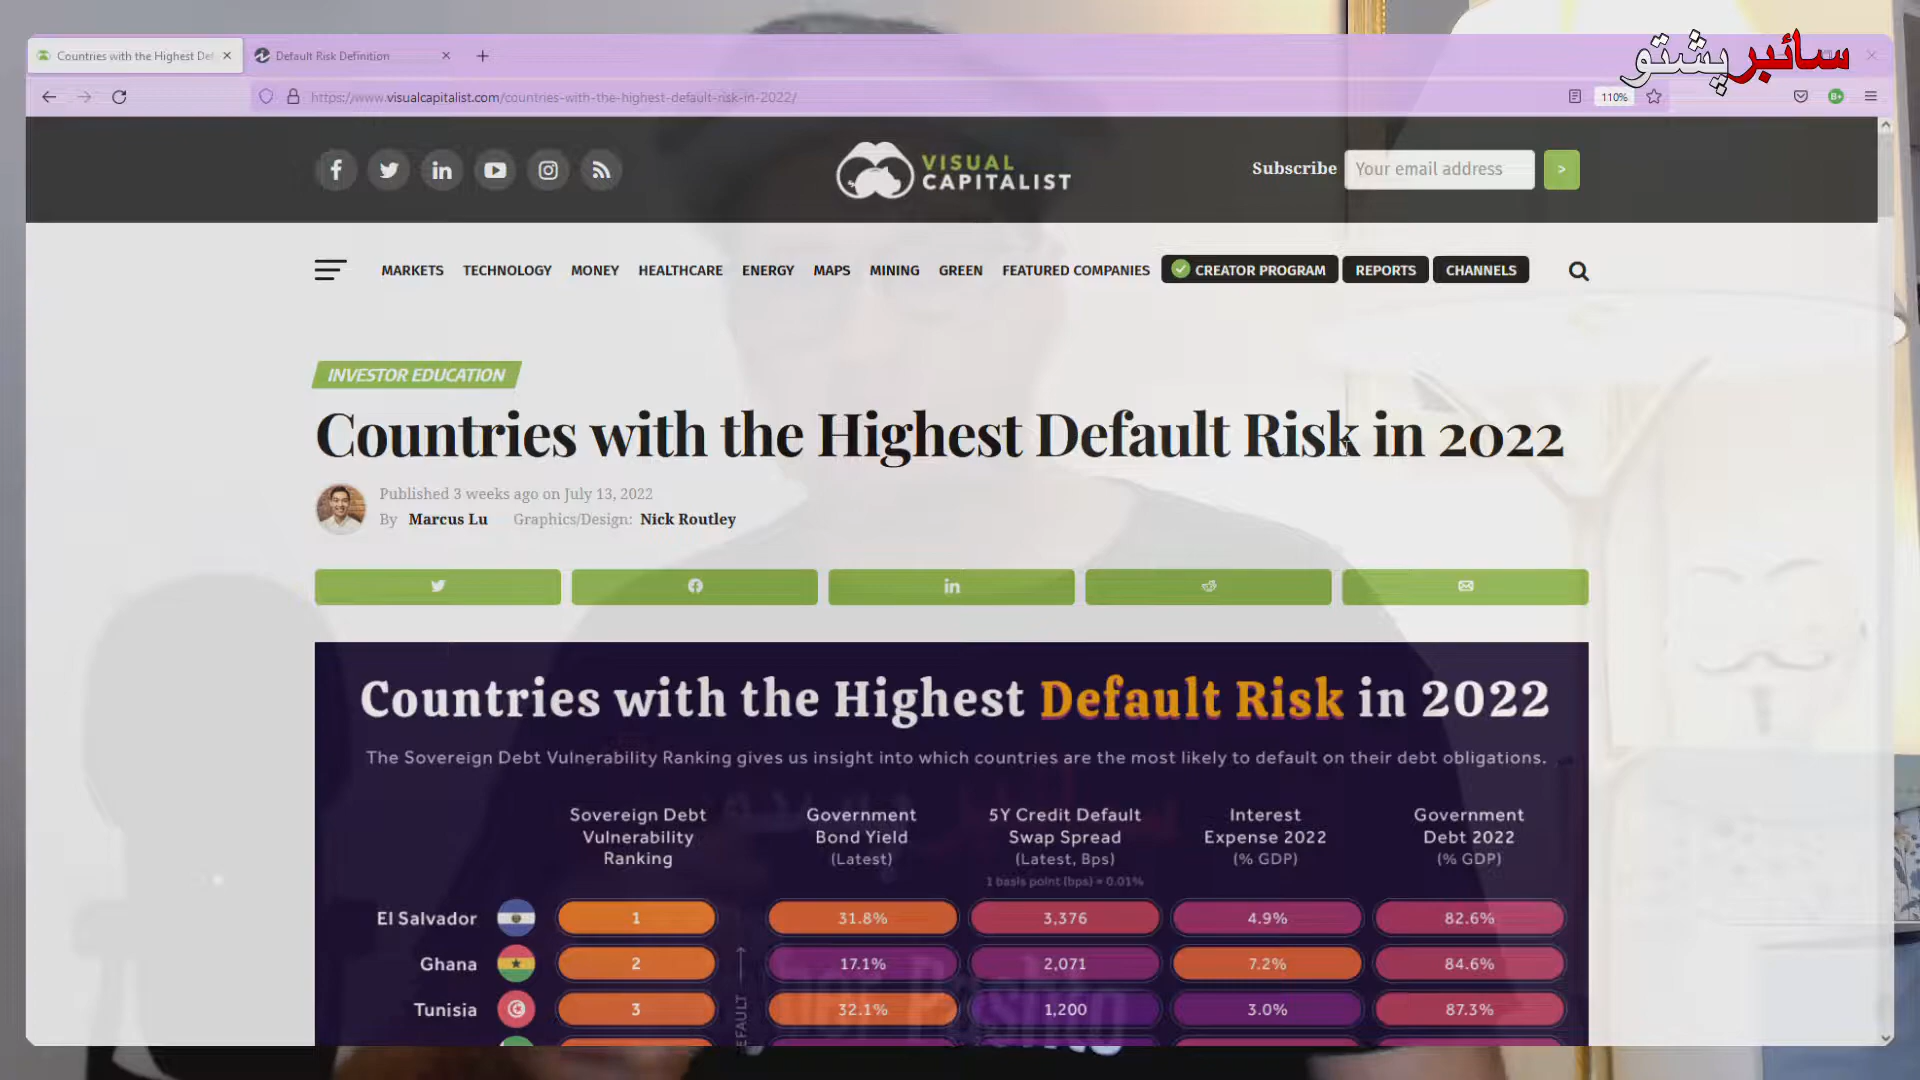 سائبر پشتو
Countries with the Highest Def
Default Risk Definition
https://www.visualcapitalist.com/countries-with-the-highest-default-risk-in-2022/
110%
VISUAL
CAPITALIST
Subscribe
Your email address
>
MARKETS TECHNOLOGY MONEY HEALTHCARE ENERGY MAPS MINING GREEN FEATURED COMPANIES CREATOR PROGRAM REPORTS CHANNELS
INVESTOR EDUCATION
Countries with the Highest Default Risk in 2022
Published 3 weeks ago on July 13, 2022
By Marcus Lu Graphics/Design: Nick Routley
Countries with the Highest Default Risk in 2022
The Sovereign Debt Vulnerability Ranking gives us insight into which countries are the most likely to default on their debt obligations.
Sovereign Debt
Vulnerability
Ranking
Government
Bond Yield
(Latest)
5Y Credit Default
Swap Spread
(Latest, Bps)
1 basis point (bps) = 0.01%
Interest
Expense 2022
(% GDP)
Government
Debt 2022
(% GDP)
El Salvador 1 31.8% 3,376 4.9% 82.6%
Ghana 2 17.1% 2,071 7.2% 84.6%
Tunisia 3 32.1% 1,200 3.0% 87.3%